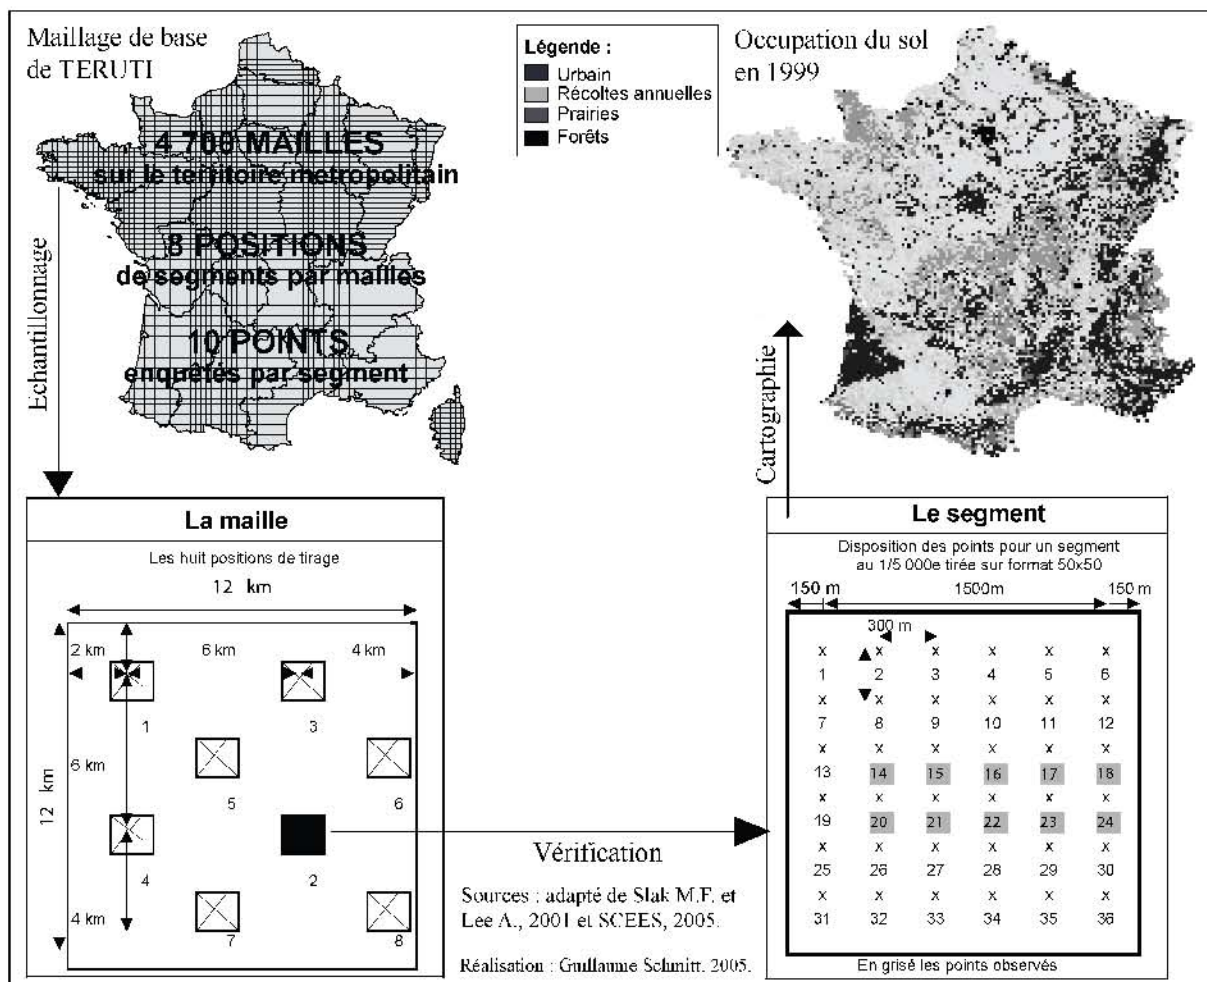 Maillage de base
de TERUTI
4 700 MAILLES
sur le territoire metropolitain
8 POSITIONS
de segments par mailles
10 POINTS
enquêtés par segment
Echantillonnage
Légende :
Urbain
Récoltes annuelles
Prairies
Forêts
Occupation du sol
en 1999
Cartographie
La maille
Les huit positions de tirage
12 km
2 km
6 km
4 km
1
3
6 km
12 km
5
6
4
2
4 km
7
8
Vérification
Sources : adapté de Slak M.F. et
Lee A., 2001 et SCEES, 2005.
Réalisation : Guillaume Schmitt. 2005.
Le segment
Disposition des points pour un segment
au 1/5 000e tirée sur format 50x50
150 m
1500m
150 m
300 m
x x x x x x
1 2 3 4 5 6
x x x x x x
7 8 9 10 11 12
x x x x x x
13 14 15 16 17 18
x x x x x x
19 20 21 22 23 24
x x x x x x
25 26 27 28 29 30
x x x x x x
31 32 33 34 35 36
En grisé les points observés